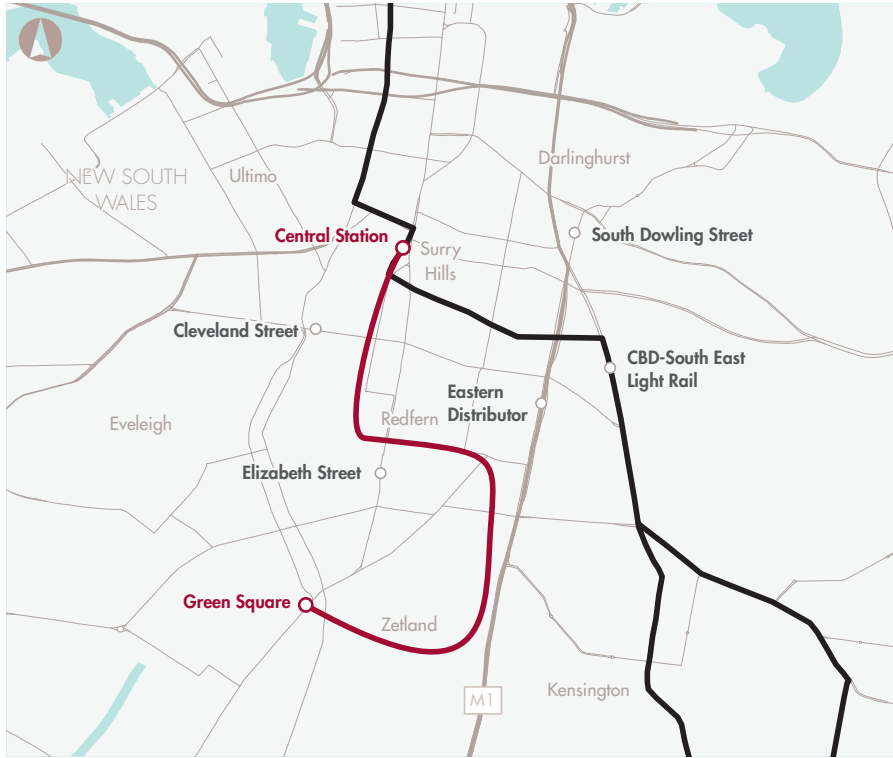 Darlinghurst
NEW SOUTH
WALES
Ultimo
Central Station
South Dowling Street
Surry
Hills
Cleveland Street
CBD-South East
Light Rail
Eastern
Distributor
Redfern
Eveleigh
Elizabeth Street
Green Square
Zetland
Kensington
M1